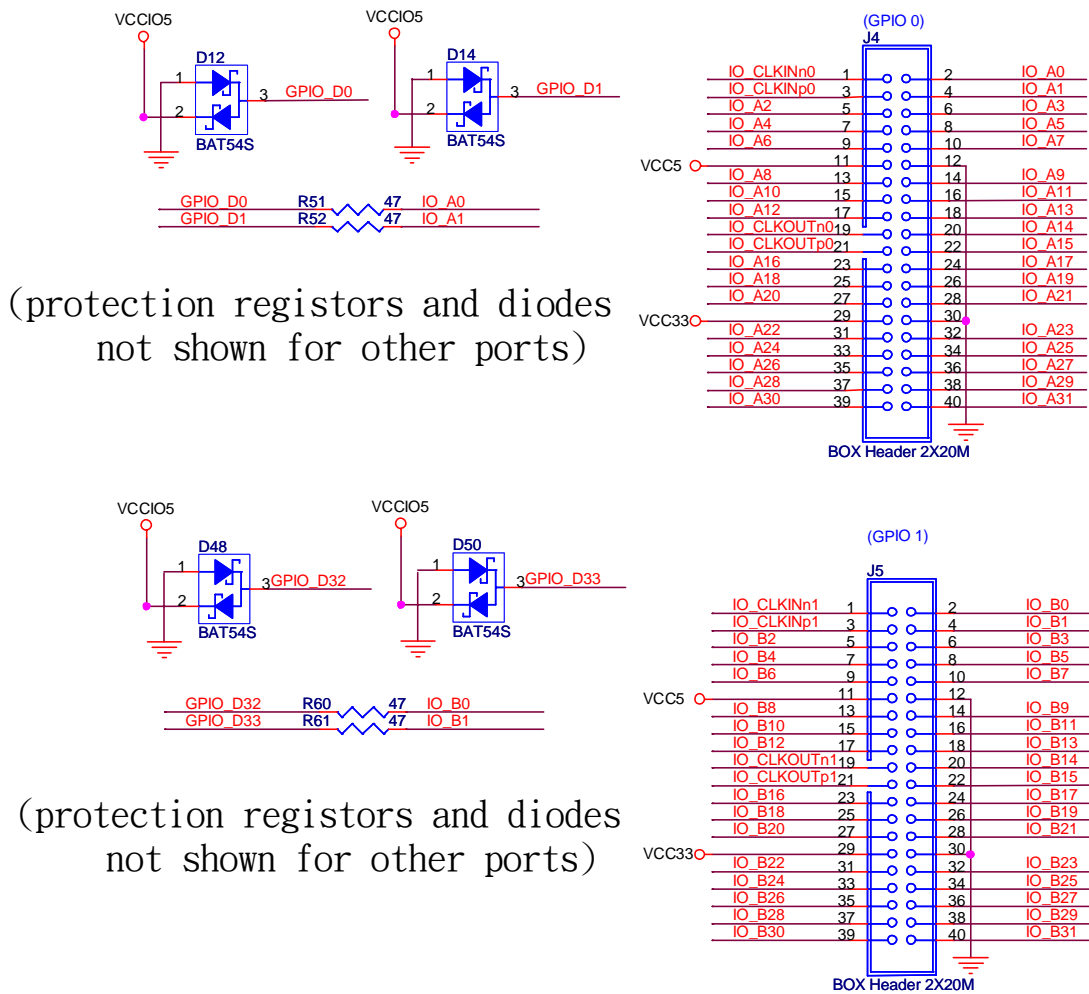 VCCIO5
D12
1
2
3
GPIO_D0
BAT54S
VCCIO5
D14
1
2
3
GPIO_D1
BAT54S
GPIO_D0 R51 47 IO_A0
GPIO_D1 R52 47 IO_A1
(protection registors and diodes
not shown for other ports)
(GPIO 0)
J4
IO_CLKINn0 1 2 IO_A0
IO_CLKINp0 3 4 IO_A1
IO_A2 5 6 IO_A3
IO_A4 7 8 IO_A5
IO_A6 9 10 IO_A7
VCC5 11 12
IO_A8 13 14 IO_A9
IO_A10 15 16 IO_A11
IO_A12 17 18 IO_A13
IO_CLKOUTn0 19 20 IO_A14
IO_CLKOUTp0 21 22 IO_A15
IO_A16 23 24 IO_A17
IO_A18 25 26 IO_A19
IO_A20 27 28 IO_A21
VCC33 29 30
IO_A22 31 32 IO_A23
IO_A24 33 34 IO_A25
IO_A26 35 36 IO_A27
IO_A28 37 38 IO_A29
IO_A30 39 40 IO_A31
BOX Header 2X20M
VCCIO5
D48
1
2
3
GPIO_D32
BAT54S
VCCIO5
D50
1
2
3
GPIO_D33
BAT54S
GPIO_D32 R60 47 IO_B0
GPIO_D33 R61 47 IO_B1
(protection registors and diodes
not shown for other ports)
(GPIO 1)
J5
IO_CLKINn1 1 2 IO_B0
IO_CLKINp1 3 4 IO_B1
IO_B2 5 6 IO_B3
IO_B4 7 8 IO_B5
IO_B6 9 10 IO_B7
VCC5 11 12
IO_B8 13 14 IO_B9
IO_B10 15 16 IO_B11
IO_B12 17 18 IO_B13
IO_CLKOUTn1 19 20 IO_B14
IO_CLKOUTp1 21 22 IO_B15
IO_B16 23 24 IO_B17
IO_B18 25 26 IO_B19
IO_B20 27 28 IO_B21
VCC33 29 30
IO_B22 31 32 IO_B23
IO_B24 33 34 IO_B25
IO_B26 35 36 IO_B27
IO_B28 37 38 IO_B29
IO_B30 39 40 IO_B31
BOX Header 2X20M